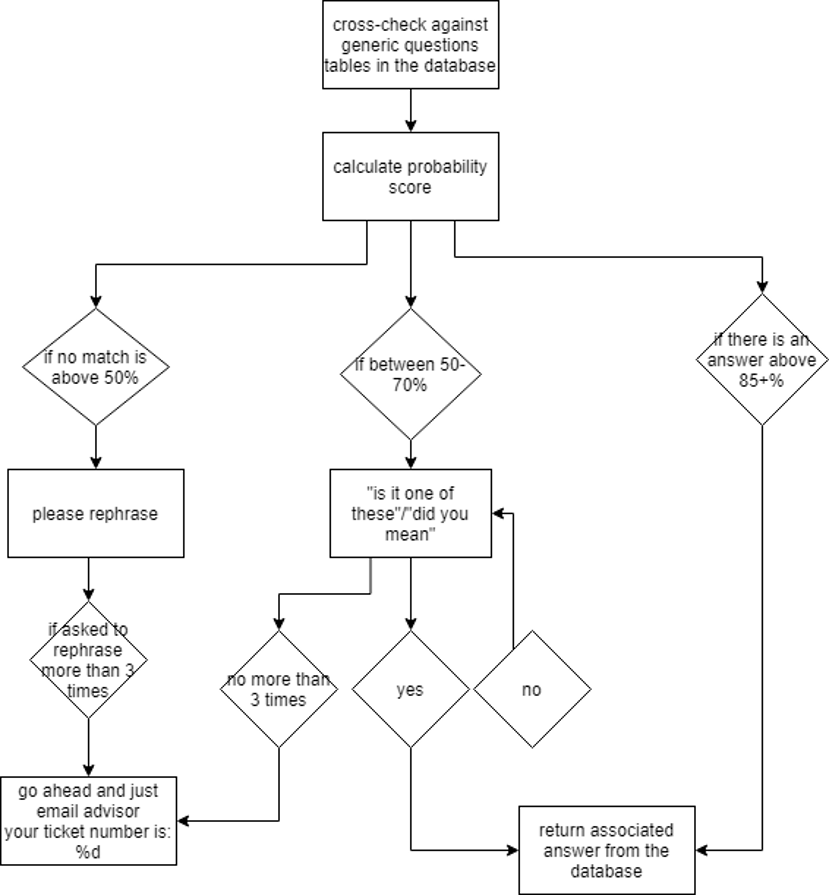 cross-check against
generic questions
tables in the database
calculate probability
score
if no match is
above 50%
if between 50-
70%
if there is an
answer above
85+%
please rephrase
"is it one of
these"/"did you
mean"
if asked to
rephrase
more than 3
times
no more than
3 times
yes
no
go ahead and just
email advisor
your ticket number is:
%d
return associated
answer from the
database